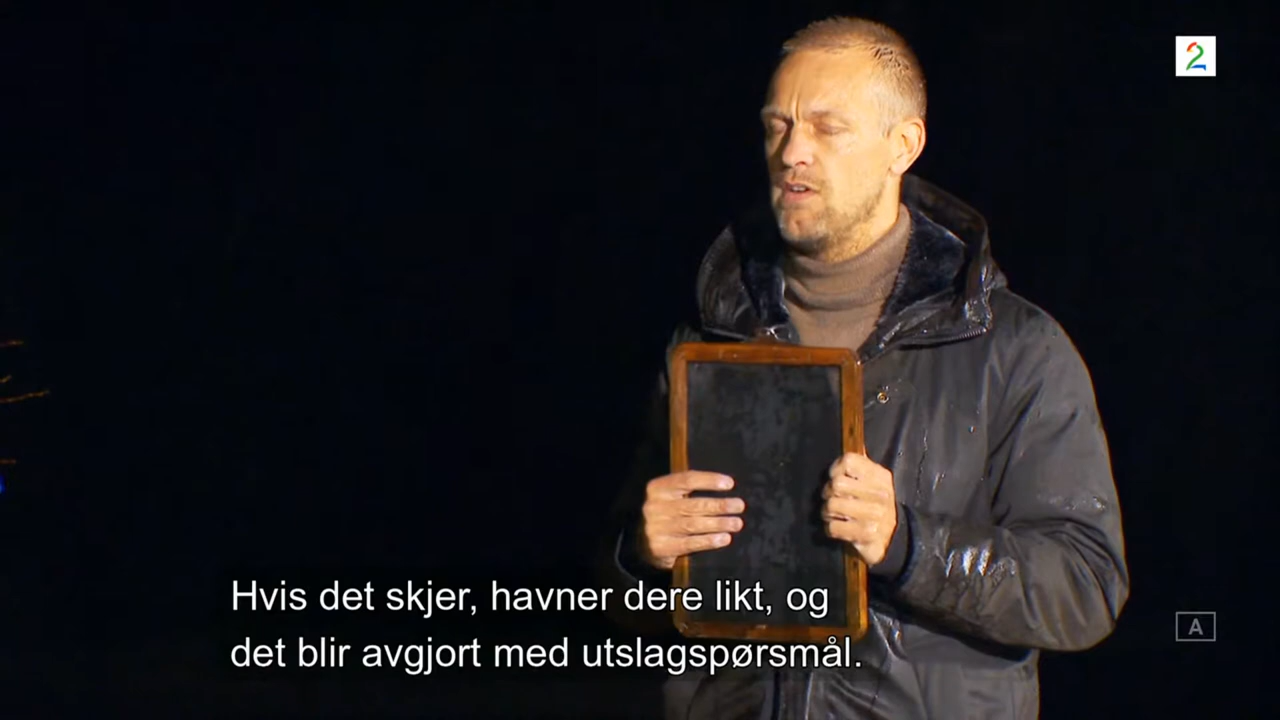 2
Hvis det skjer, havner dere likt, og
det blir avgjort med utslagspørsmål.
A